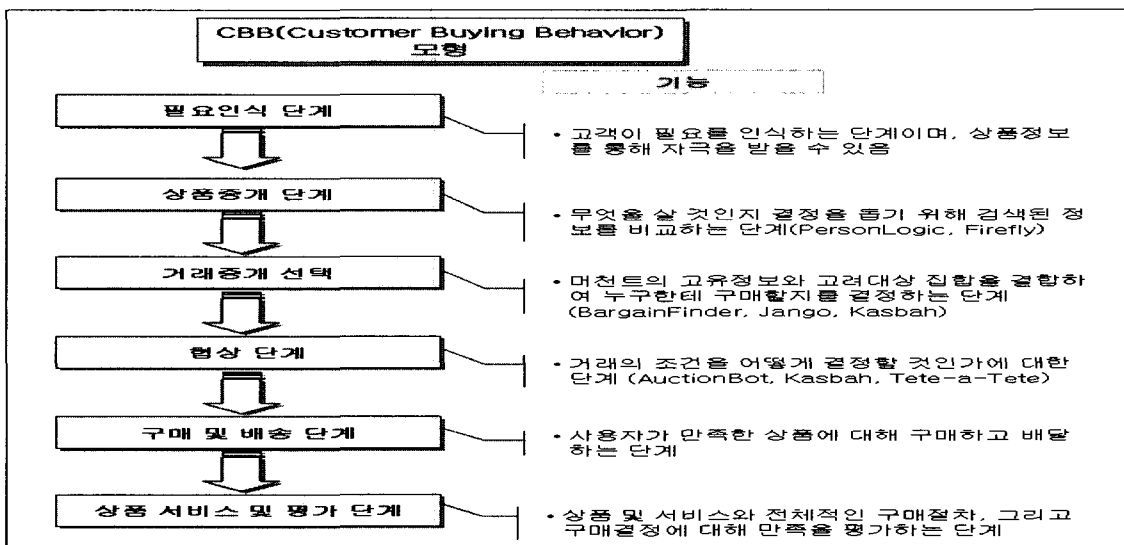 CBB(Customer Buying Behavior)
모형
기능
필요인식 단계
• 고객이 필요를 인식하는 단계이며, 상품정보
를 통해 자극을 받을 수 있음
상품중개 단계
• 무엇을 살 것인지 결정을 돕기 위해 검색된 정
보를 비교하는 단계(PersonLogic, Firefly)
거래중개 선택
• 머천트의 고유정보와 고려대상 집합을 결합하
여 누구한테 구매할지를 결정하는 단계
(BargainFinder, Jango, Kasbah)
협상 단계
• 거래의 조건을 어떻게 결정할 것인가에 대한
단계 (AuctionBot, Kasbah, Tete-a-Tete)
구매 및 배송 단계
• 사용자가 만족한 상품에 대해 구매하고 배달
하는 단계
상품 서비스 및 평가 단계
• 상품 및 서비스와 전체적인 구매절차, 그리고
구매결정에 대해 만족을 평가하는 단계